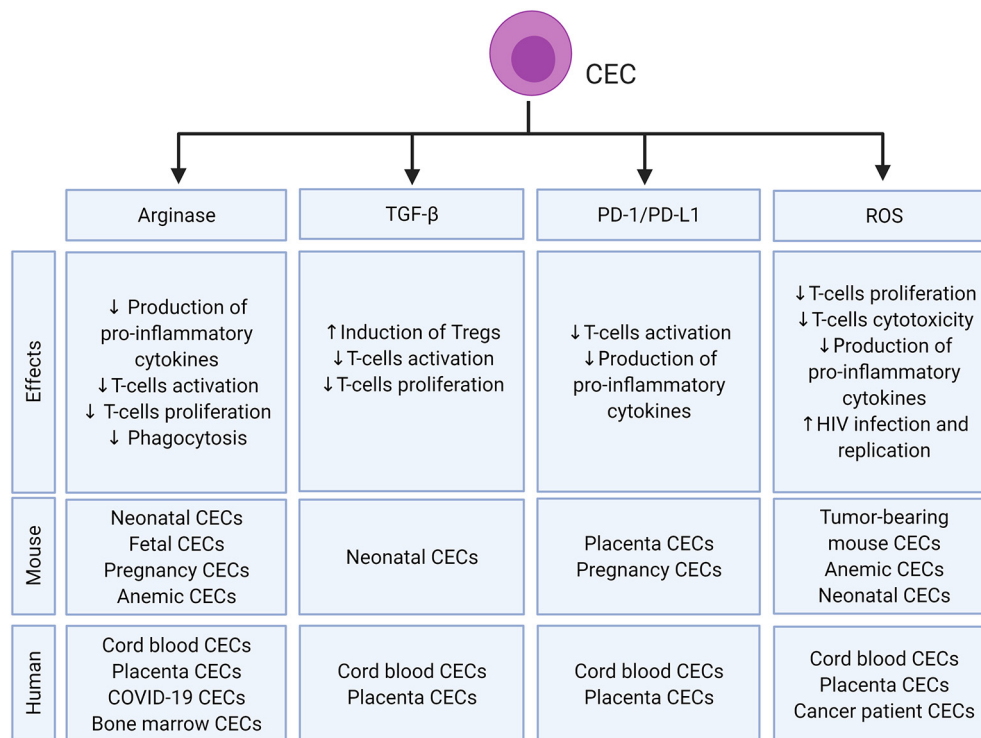 CEC
Arginase
TGF-β
PD-1/PD-L1
ROS
Effects
↓ Production of
pro-inflammatory
cytokines
↓T-cells activation
↓ T-cells proliferation
↓ Phagocytosis
↑Induction of Tregs
↓T-cells activation
↓T-cells proliferation
↓T-cells activation
↓Production of
pro-inflammatory
cytokines
↓T-cells proliferation
↓T-cells cytotoxicity
↓Production of
pro-inflammatory
cytokines
↑HIV infection and
replication
Mouse
Neonatal CECs
Fetal CECs
Pregnancy CECs
Anemic CECs
Neonatal CECs
Placenta CECs
Pregnancy CECs
Tumor-bearing
mouse CECs
Anemic CECs
Neonatal CECs
Human
Cord blood CECs
Placenta CECs
COVID-19 CECs
Bone marrow CECs
Cord blood CECs
Placenta CECs
Cord blood CECs
Placenta CECs
Cord blood CECs
Placenta CECs
Cancer patient CECs